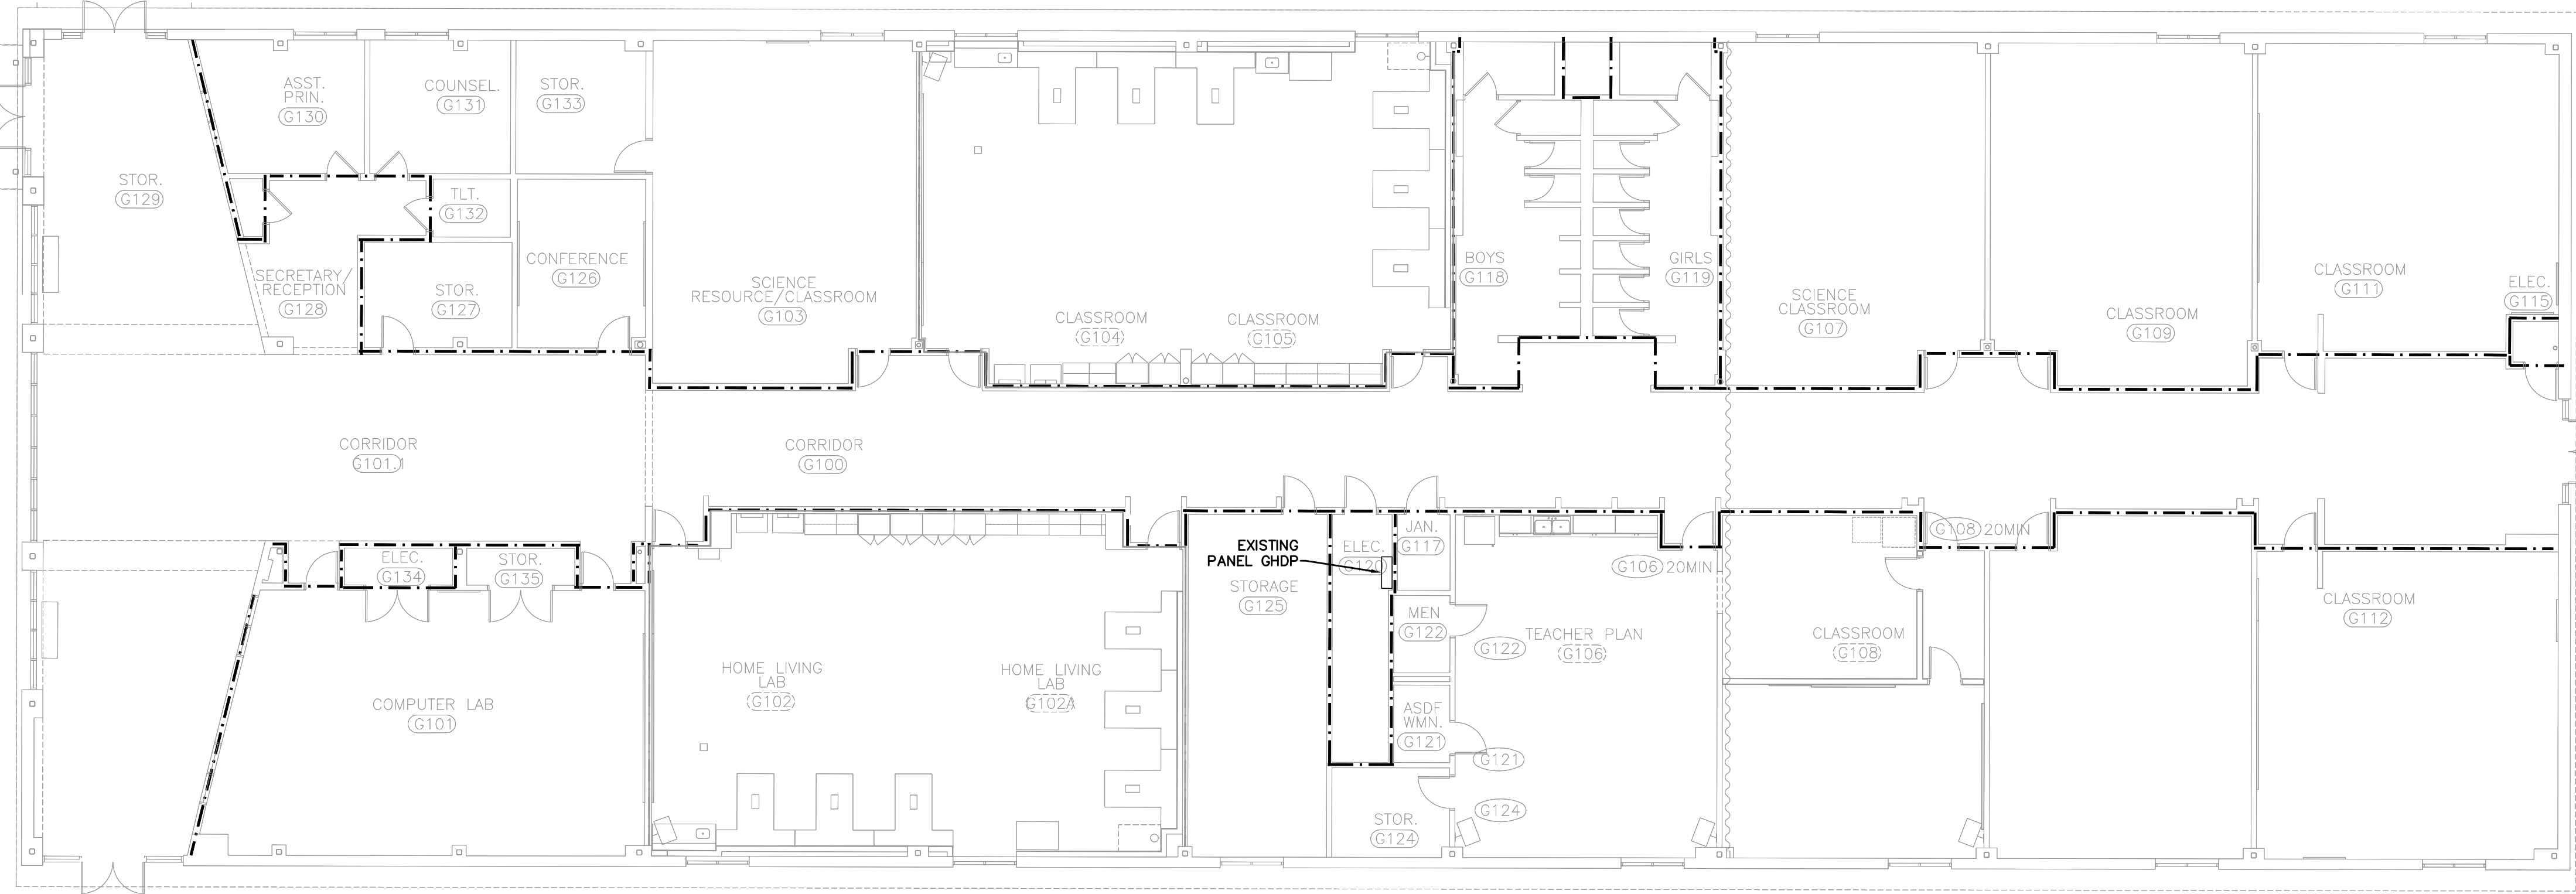 ASST.
PRIN.
G130
COUNSEL.
G131
STOR.
G133
STOR.
G129
TLT.
G132
SECRETARY/
RECEPTION
G128
STOR.
G127
CONFERENCE
G126
SCIENCE
RESOURCE/CLASSROOM
G103
CLASSROOM
G104
CLASSROOM
G105
BOYS
G118
GIRLS
G119
SCIENCE
CLASSROOM
G107
CLASSROOM
G109
CLASSROOM
G111
ELEC.
G115
CORRIDOR
G101.1
CORRIDOR
G100
ELEC.
G134
STOR.
G135
EXISTING
PANEL GHDP
ELEC.
G120
JAN.
G117
G106 20MIN
G108 20MIN
STORAGE
G125
MEN
G122
G122
TEACHER PLAN
G106
CLASSROOM
G108
CLASSROOM
G112
HOME LIVING
LAB
G102
HOME LIVING
LAB
G102A
COMPUTER LAB
G101
ASDF
WMN.
G121
G121
STOR.
G124
G124